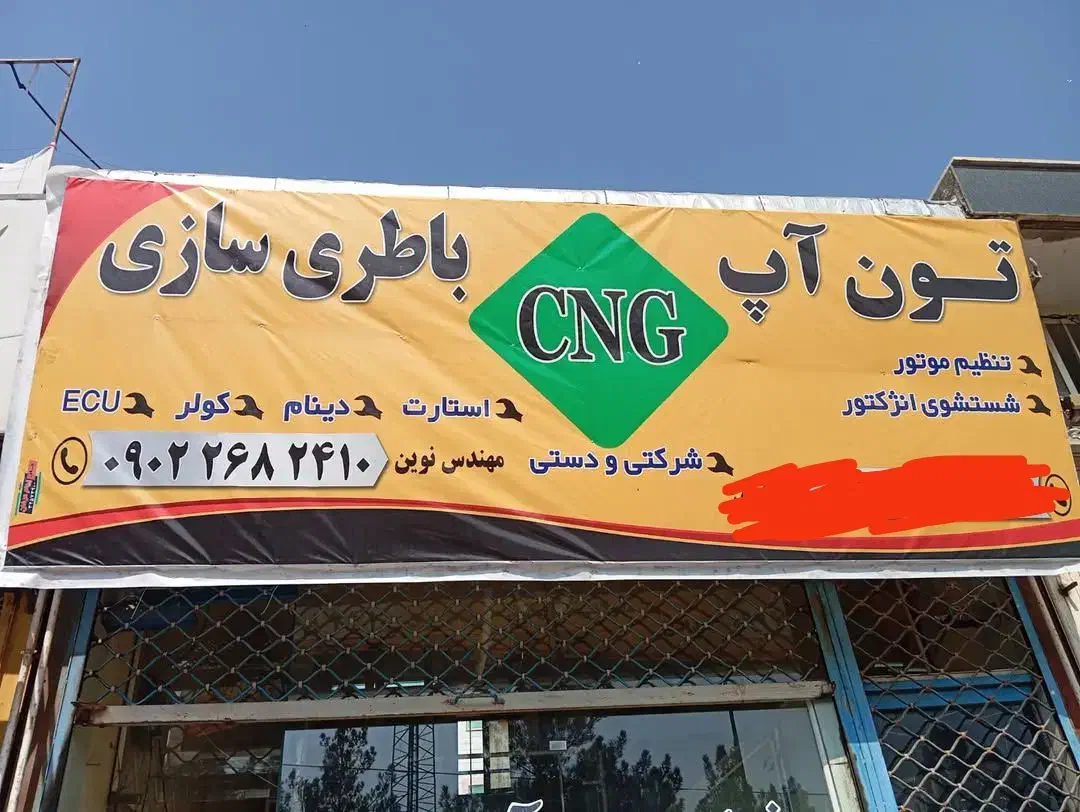 تون آپ
CNG
باطری سازی
تنظیم موتور
شستشوی انژکتور
استارت دینام کولر ECU
شرکتی و دستی
مهندس نوین ۰۹۰۲ ۲۶۸ ۲۴۱۰